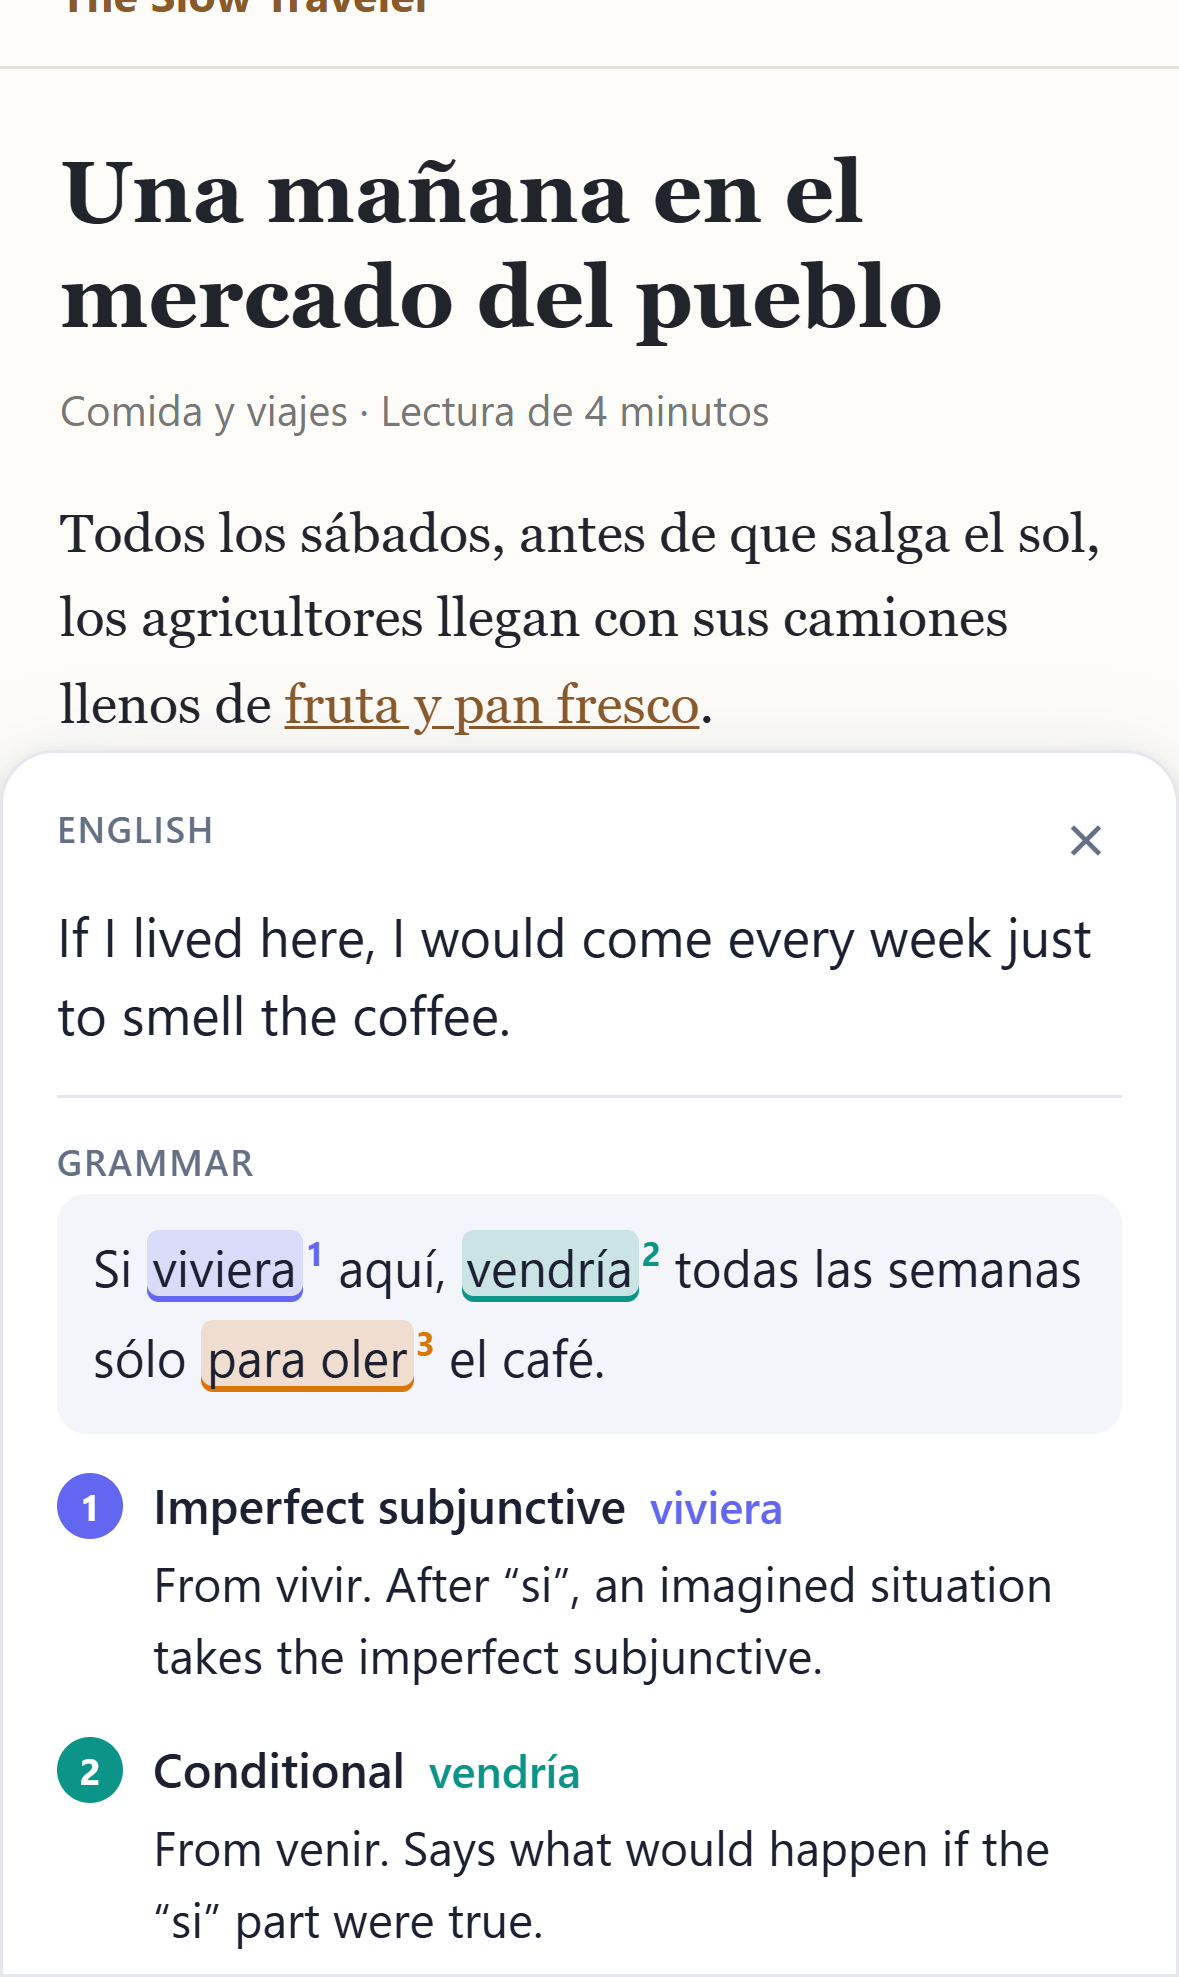 The Slow Traveler
Una mañana en el
mercado del pueblo
Comida y viajes · Lectura de 4 minutos
Todos los sábados, antes de que salga el sol,
los agricultores llegan con sus camiones
llenos de fruta y pan fresco.
ENGLISH
If I lived here, I would come every week just
to smell the coffee.
GRAMMAR
Si viviera 1 aquí, vendría 2 todas las semanas
sólo para oler 3 el café.
1 Imperfect subjunctive viviera
From vivir. After “si”, an imagined situation
takes the imperfect subjunctive.
2 Conditional vendría
From venir. Says what would happen if the
“si” part were true.